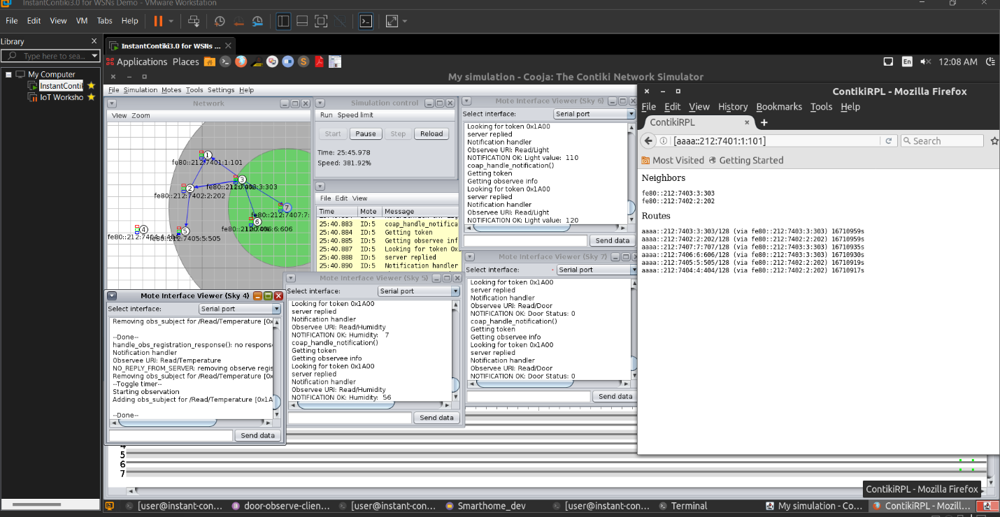 InstantContiki3.0 for WSNs Demo - VMware Workstation
File Edit View VM Tabs Help
Library
Type here to sea...
My Computer
InstantConti
IoT Worksho
InstantContiki3.0 for WSNs ...
Applications Places
En
12:08 AM
My simulation - Cooja: The Contiki Network Simulator
File Simulation Motes Tools Settings Help
Network
View Zoom
1
fe80::212:7401:1:101
3
2
fe80::212:7402:2:202
7
fe80::212:7407:7:
6
4
5
fe80::212:7405:5:505
Simulation control
Run Speed limit
Start Pause Step Reload
Time: 25:45.978
Speed: 381.92%
File Edit View
Time Mote Message
25:40.883 ID:5 coap_handle_notifica
25:40.884 ID:5 Getting token
25:40.885 ID:5 Getting observee info
25:40.887 ID:5 Looking for token 0x
25:40.888 ID:5 server replied
25:40.890 ID:5 Notification handler
Mote Interface Viewer (Sky 6)
Select interface: Serial port
Looking for token 0x1A00
server replied
Notification handler
Observee URI: Read/Light
NOTIFICATION OK: Light value: 110
coap_handle_notification()
Getting token
Getting observee info
Looking for token 0x1A00
server replied
Notification handler
Observee URI: Read/Light
NOTIFICATION OK: Light value: 120
Send data
Mote Interface Viewer (Sky 7)
Select interface: Serial port
Looking for token 0x1A00
server replied
Notification handler
Observee URI: Read/Door
NOTIFICATION OK: Door Status: 0
coap_handle_notification()
Getting token
Getting observee info
Looking for token 0x1A00
server replied
Notification handler
Observee URI: Read/Door
NOTIFICATION OK: Door Status: 0
Send data
Mote Interface Viewer (Sky 5)
Select interface: Serial port
Looking for token 0x1A00
server replied
Notification handler
Observee URI: Read/Humidity
NOTIFICATION OK: Humidity: 7
coap_handle_notification()
Getting token
Getting observee info
Looking for token 0x1A00
server replied
Notification handler
Observee URI: Read/Humidity
NOTIFICATION OK: Humidity: 56
Send data
Mote Interface Viewer (Sky 4)
Select interface: Serial port
Removing obs_subject for /Read/Temperature [0x
--Done--
handle_obs_registration_response(): no response
Notification handler
Observee URI: Read/Temperature
NO_REPLY_FROM_SERVER: removing observe regis
Removing obs_subject for /Read/Temperature [0x
--Toggle timer--
Starting observation
Adding obs_subject for /Read/Temperature [0x1A
--Done--
Send data
4
5
6
7
ContikiRPL - Mozilla Firefox
File Edit View History Bookmarks Tools Help
ContikiRPL
[aaaa::212:7401:1:101]
Search
Most Visited Getting Started
Neighbors
fe80::212:7403:3:303
fe80::212:7402:2:202
Routes
aaaa::212:7403:3:303/128 (via fe80::212:7403:3:303) 16710959s
aaaa::212:7402:2:202/128 (via fe80::212:7402:2:202) 16710959s
aaaa::212:7407:7:707/128 (via fe80::212:7403:3:303) 16710935s
aaaa::212:7406:6:606/128 (via fe80::212:7403:3:303) 16710930s
aaaa::212:7405:5:505/128 (via fe80::212:7402:2:202) 16710919s
aaaa::212:7404:4:404/128 (via fe80::212:7402:2:202) 16710917s
ContikiRPL - Mozilla Firefox
[user@instant-con... door-observe-clien... [user@instant-con... Smarthome_dev [user@instant-con... Terminal My simulation - Co... ContikiRPL - Mozill...